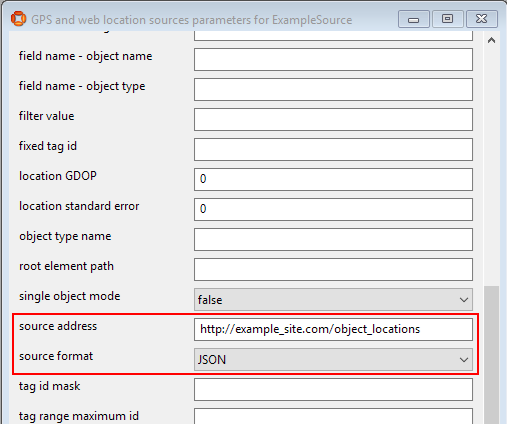 GPS and web location sources parameters for ExampleSource
field name - object name
field name - object type
filter value
fixed tag id
location GDOP 0
location standard error 0
object type name
root element path
single object mode false
source address http://example_site.com/object_locations
source format JSON
tag id mask
tag range maximum id